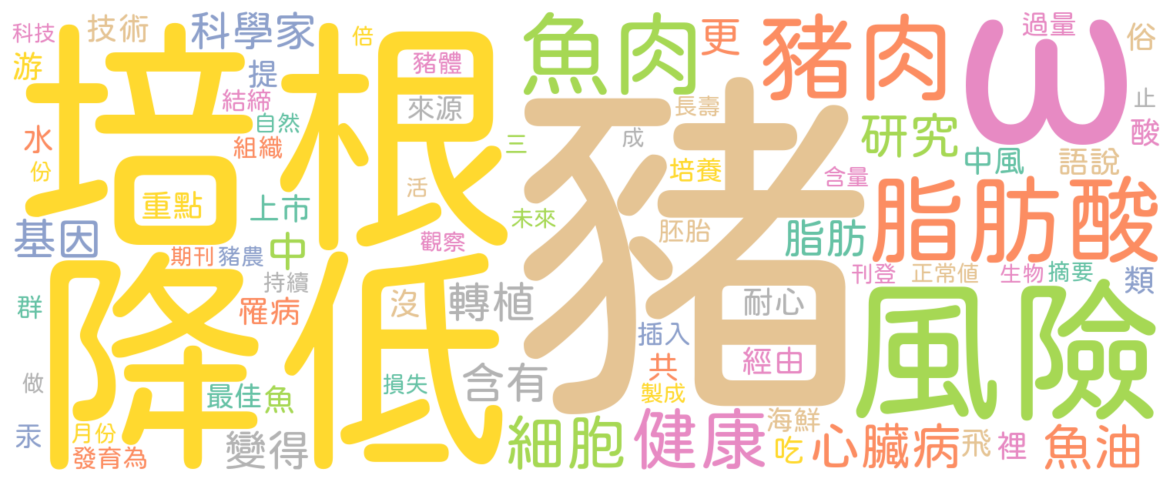 科技
技術
科學家
倍
魚肉
更
豬肉
ω
過量
俗
游
培根
提
豬體
結締
來源
長壽
豬
止
水
自然
組織
三
成
研究
酸
份
活
培養
中風
語說
含量
重點
上市
未來
脂肪酸
基因
中
觀察
胚胎
脂肪
期刊
豬農
刊登
正常值
生物
摘要
類
持續
群
罹病
降低
沒
轉植
耐心
風險
插入
做
損失
含有
共
經由
製成
最佳
魚
汞
月份
變得
細胞
健康
海鮮
吃
心臟病
飛
裡
魚油
發育為